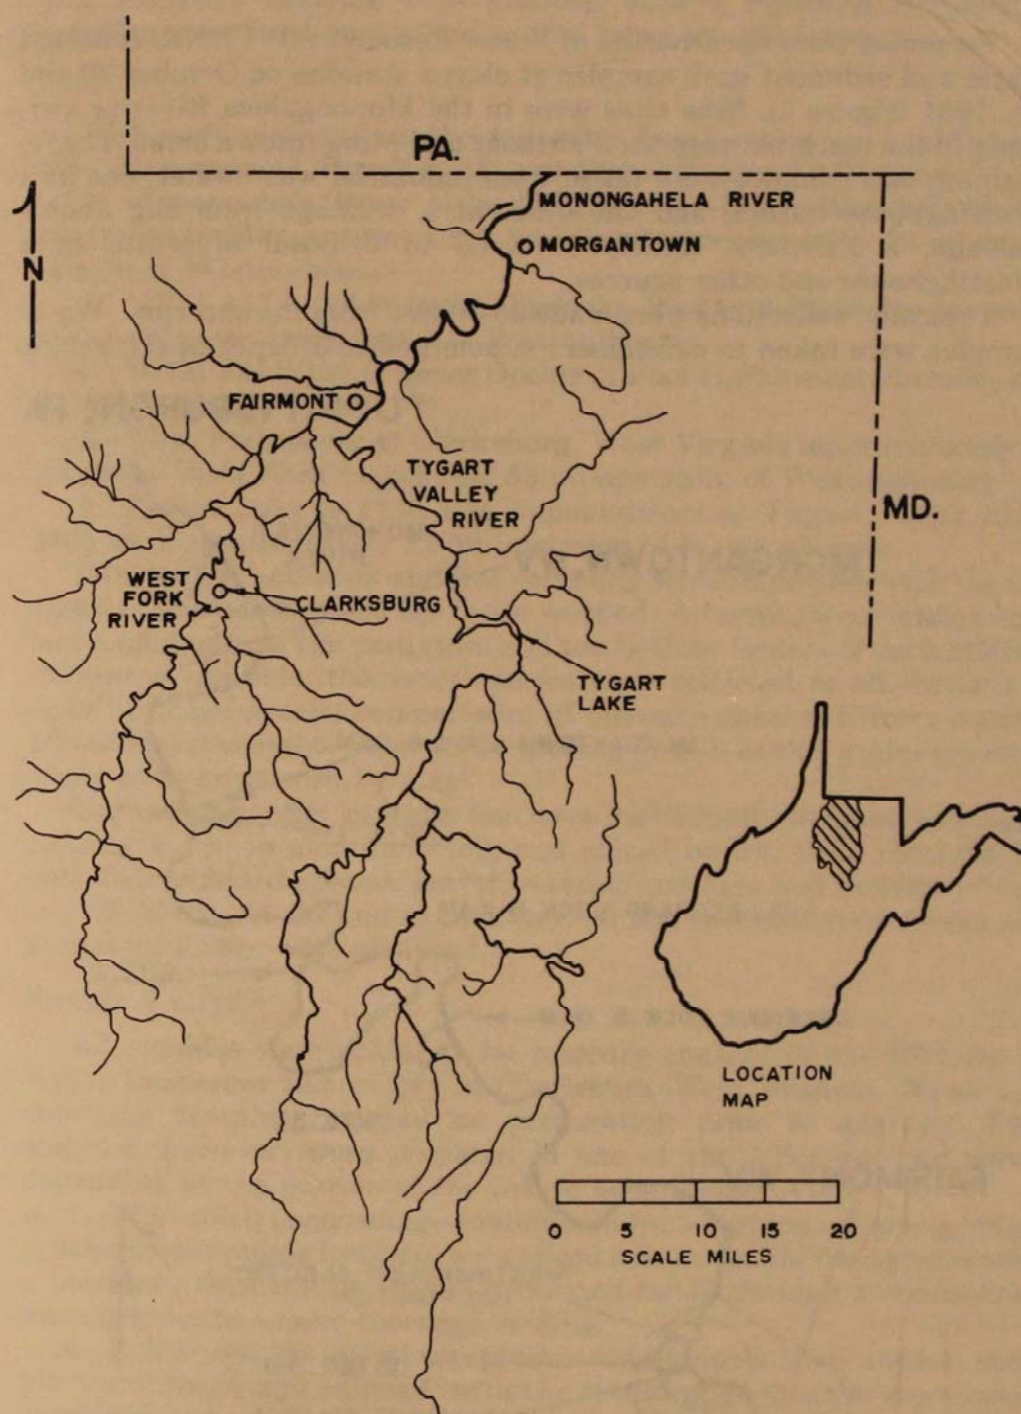 PA.
MONONGAHELA RIVER
MORGANTOWN
N
FAIRMONT
TYGART
VALLEY
RIVER
MD.
WEST
FORK
RIVER
CLARKSBURG
TYGART
LAKE
LOCATION
MAP
0 5 10 15 20
SCALE MILES